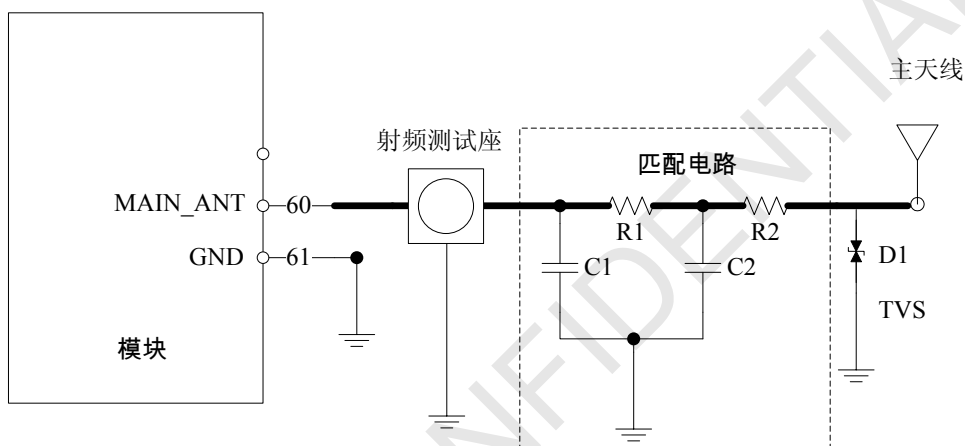 主天线
射频测试座
匹配电路
MAIN_ANT 60
R1 R2
GND 61
C1 C2 D1
TVS
模块
CONFIDENTIAL